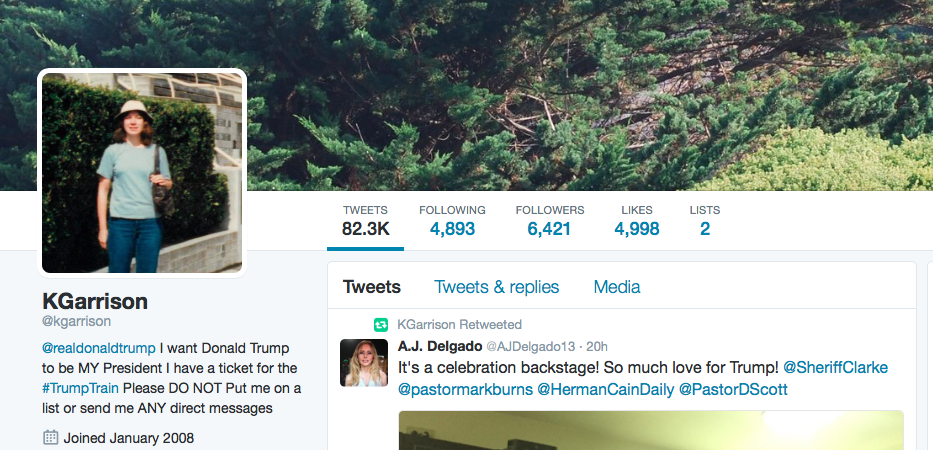 TWEETS FOLLOWING FOLLOWERS LIKES LISTS
82.3K 4,893 6,421 4,998 2
KGarrison
@kgarrison
@realdonaldtrump I want Donald Trump
to be MY President I have a ticket for the
#TrumpTrain Please DO NOT Put me on a
list or send me ANY direct messages
Joined January 2008
Tweets Tweets & replies Media
KGarrison Retweeted
A.J. Delgado @AJDelgado13 · 20h
It's a celebration backstage! So much love for Trump! @SheriffClarke
@pastormarkburns @HermanCainDaily @PastorDScott